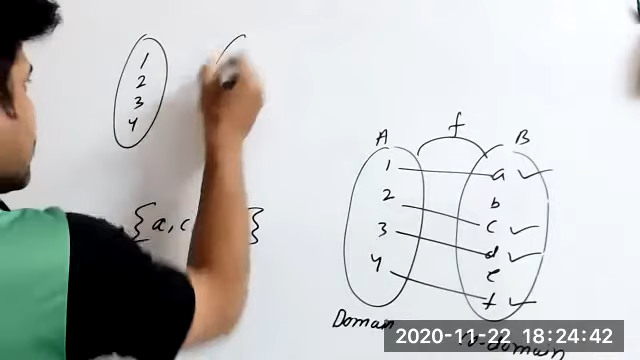 1
2
3
4
{a, c }
f
A B
1 a
2 b
3 c
4 d
e
f
Domain
co-domain
2020-11-22 18:24:42